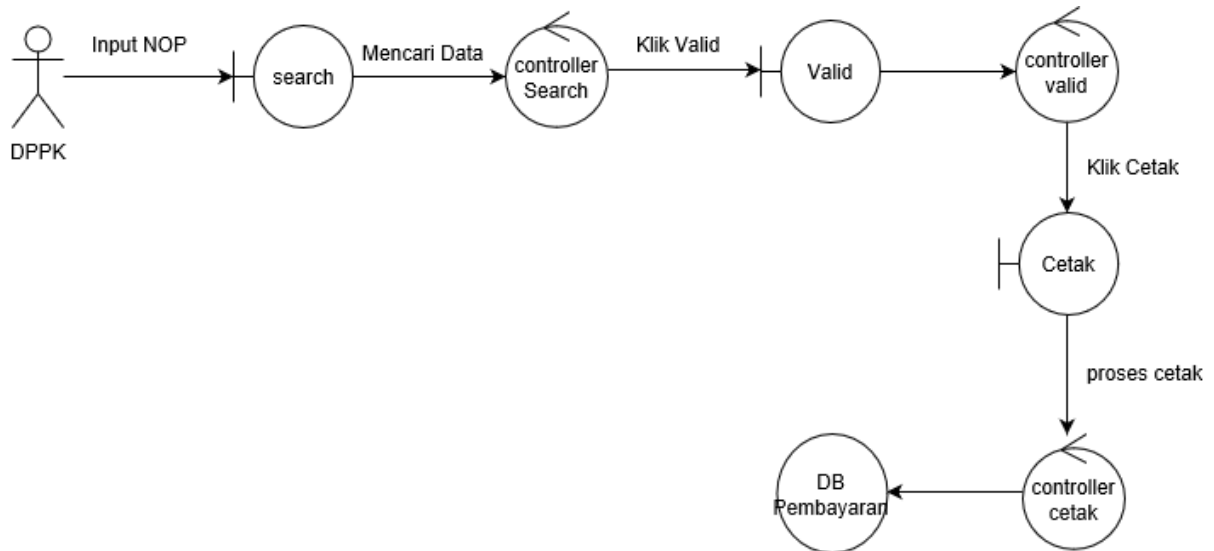 Input NOP
Mencari Data
Klik Valid
search
controller
Search
Valid
controller
valid
DPPK
Klik Cetak
Cetak
proses cetak
DB
Pembayaran
controller
cetak